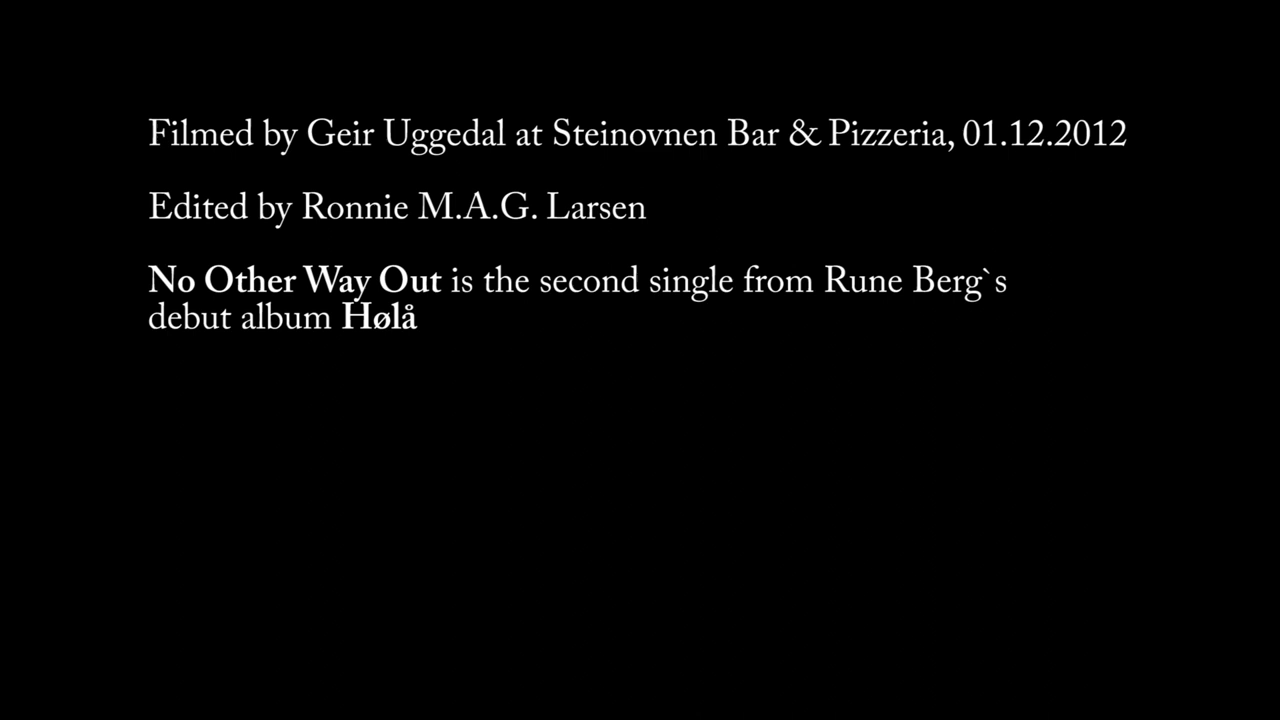 Filmed by Geir Uggedal at Steinovnen Bar & Pizzeria, 01.12.2012
Edited by Ronnie M.A.G. Larsen
No Other Way Out is the second single from Rune Berg`s
debut album Hølå